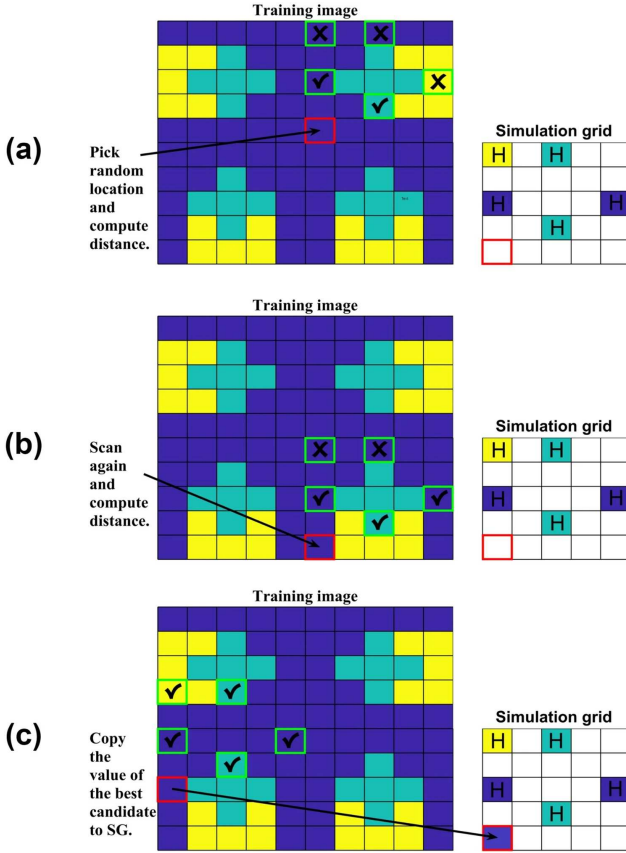 Training image
(a)
Pick
random
location
and
compute
distance.
Simulation grid
H H
H H
H
Training image
(b)
Scan
again
and
compute
distance.
Simulation grid
H H
H H
H
Training image
(c)
Copy
the
value of
the best
candidate
to SG.
Simulation grid
H H
H H
H